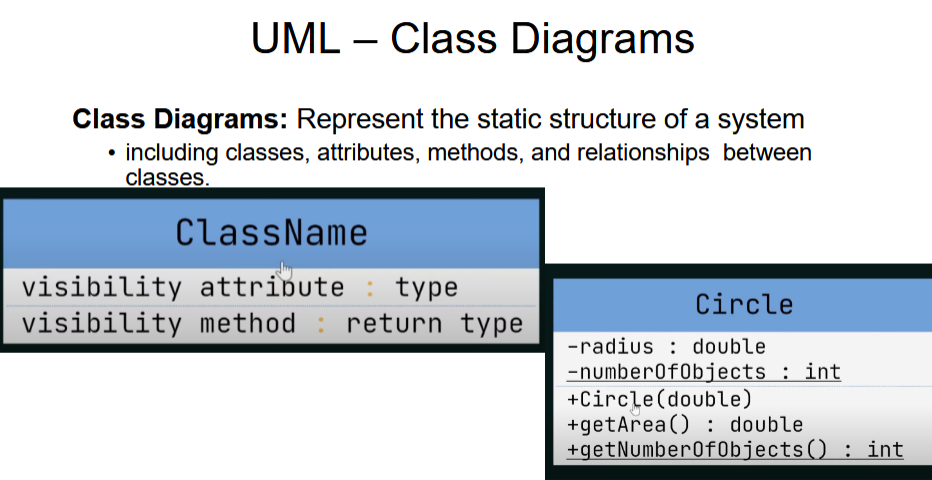 UML – Class Diagrams
Class Diagrams: Represent the static structure of a system
• including classes, attributes, methods, and relationships between
classes.
ClassName
visibility attribute : type
visibility method : return type
Circle
-radius : double
-numberOfObjects : int
+Circle(double)
+getArea() : double
+getNumberOfObjects() : int